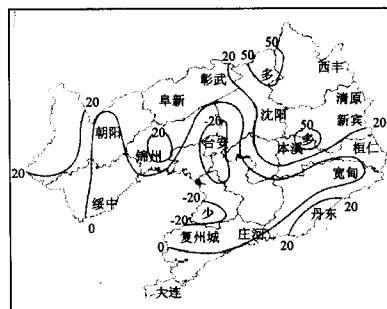 50
20
50
多
西丰
彰武
清原
阜新
沈阳
新宾
20
朝阳
20
-20
台安
50
多
本溪
桓仁
20
锦州
宽甸
20
绥中
-20
丹东
20
-20
少
0
复州城
庄河
0
20
大连